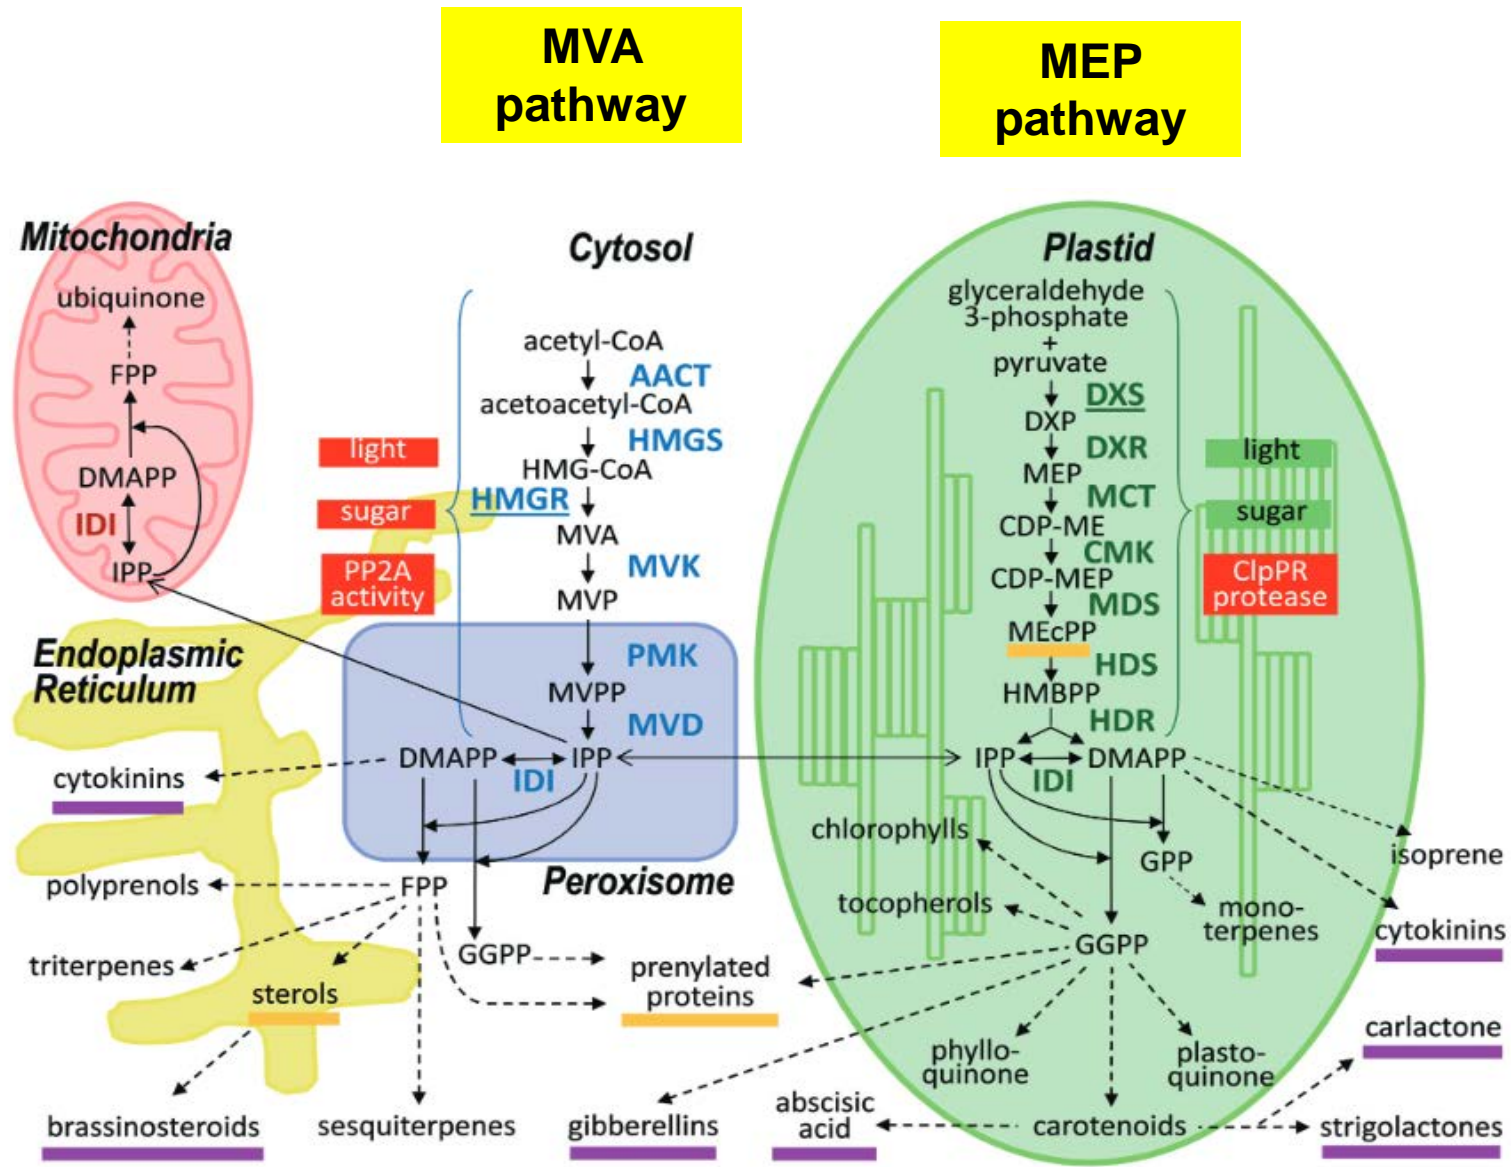 MVA
pathway
MEP
pathway
Mitochondria
ubiquinone
FPP
DMAPP
IDI
IPP
Cytosol
acetyl-CoA
AACT
acetoacetyl-CoA
HMGS
HMG-CoA
HMGR
MVA
MVK
MVP
PMK
MVPP
MVD
DMAPP
IDI
IPP
Peroxisome
light
sugar
PP2A
activity
Endoplasmic
Reticulum
cytokinins
polyprenols
FPP
triterpenes
GGPP
sterols
prenylated
proteins
brassinosteroids
sesquiterpenes
gibberellins
Plastid
glyceraldehyde
3-phosphate
+
pyruvate
DXS
DXP
DXR
MEP
MCT
CDP-ME
CMK
CDP-MEP
MDS
MEcPP
HDS
HMBPP
HDR
IPP
IDI
DMAPP
light
sugar
ClpPR
protease
chlorophylls
GPP
isoprene
tocopherols
mono-
terpenes
cytokinins
GGPP
phyllo-
quinone
plasto-
quinone
carlactone
abscisic
acid
carotenoids
strigolactones